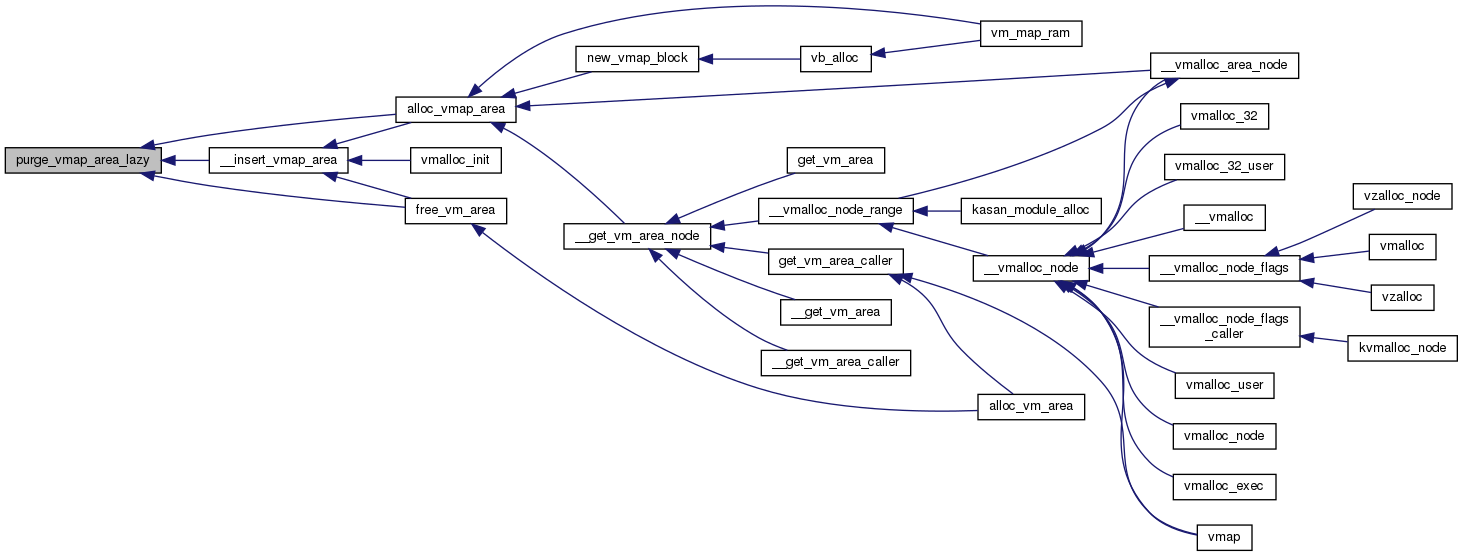 vm_map_ram
new_vmap_block
vb_alloc
__vmalloc_area_node
alloc_vmap_area
vmalloc_32
purge_vmap_area_lazy
__insert_vmap_area
vmalloc_init
get_vm_area
vmalloc_32_user
free_vm_area
__vmalloc_node_range
kasan_module_alloc
__vmalloc
vzalloc_node
__get_vm_area_node
get_vm_area_caller
__vmalloc_node
__vmalloc_node_flags
vmalloc
vzalloc
__get_vm_area
__vmalloc_node_flags
_caller
kvmalloc_node
__get_vm_area_caller
vmalloc_user
alloc_vm_area
vmalloc_node
vmalloc_exec
vmap